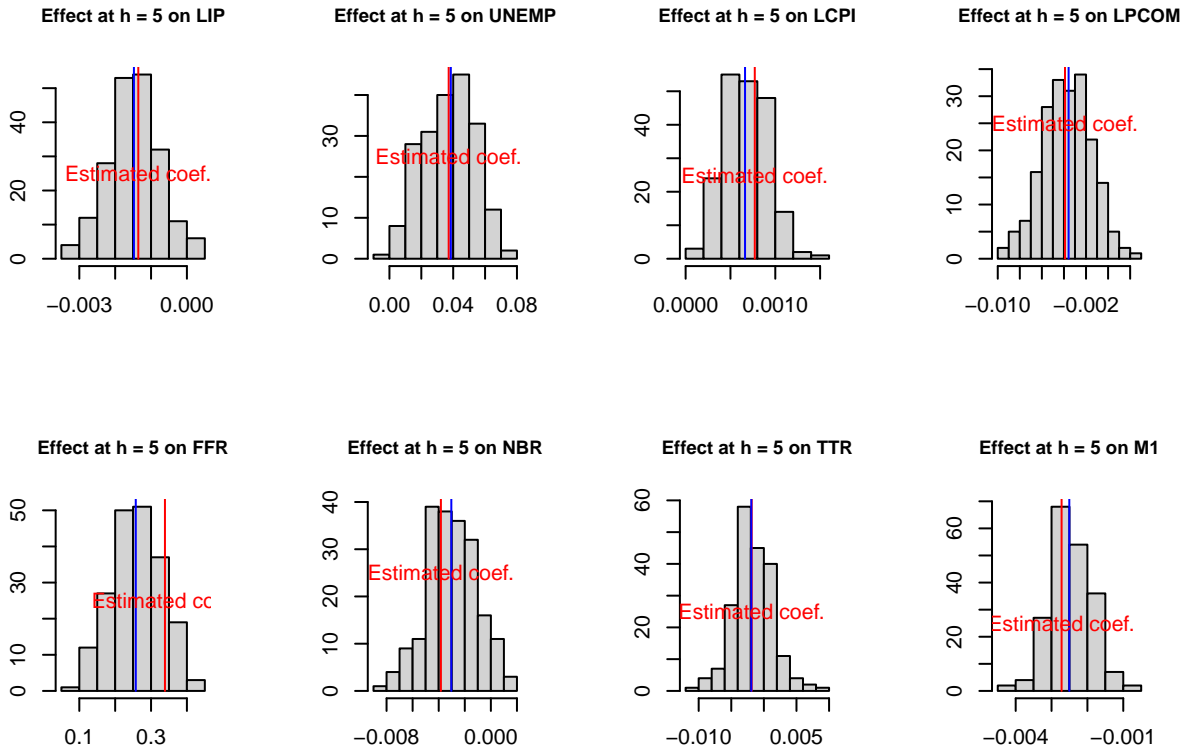 Effect at h = 5 on LIP
0 20 40
−0.003 0.000
Estimated coef.
Effect at h = 5 on UNEMP
0 10 30
0.00 0.04 0.08
Estimated coef.
Effect at h = 5 on LCPI
0 20 40
0.0000 0.0010
Estimated coef.
Effect at h = 5 on LPCOM
0 10 20 30
−0.010 −0.002
Estimated coef.
Effect at h = 5 on FFR
0 10 30 50
0.1 0.3
Estimated cc
Effect at h = 5 on NBR
0 10 20 30 40
−0.008 0.000
Estimated coef.
Effect at h = 5 on TTR
0 20 40 60
−0.010 0.005
Estimated coef.
Effect at h = 5 on M1
0 20 40 60
−0.004 −0.001
Estimated coef.